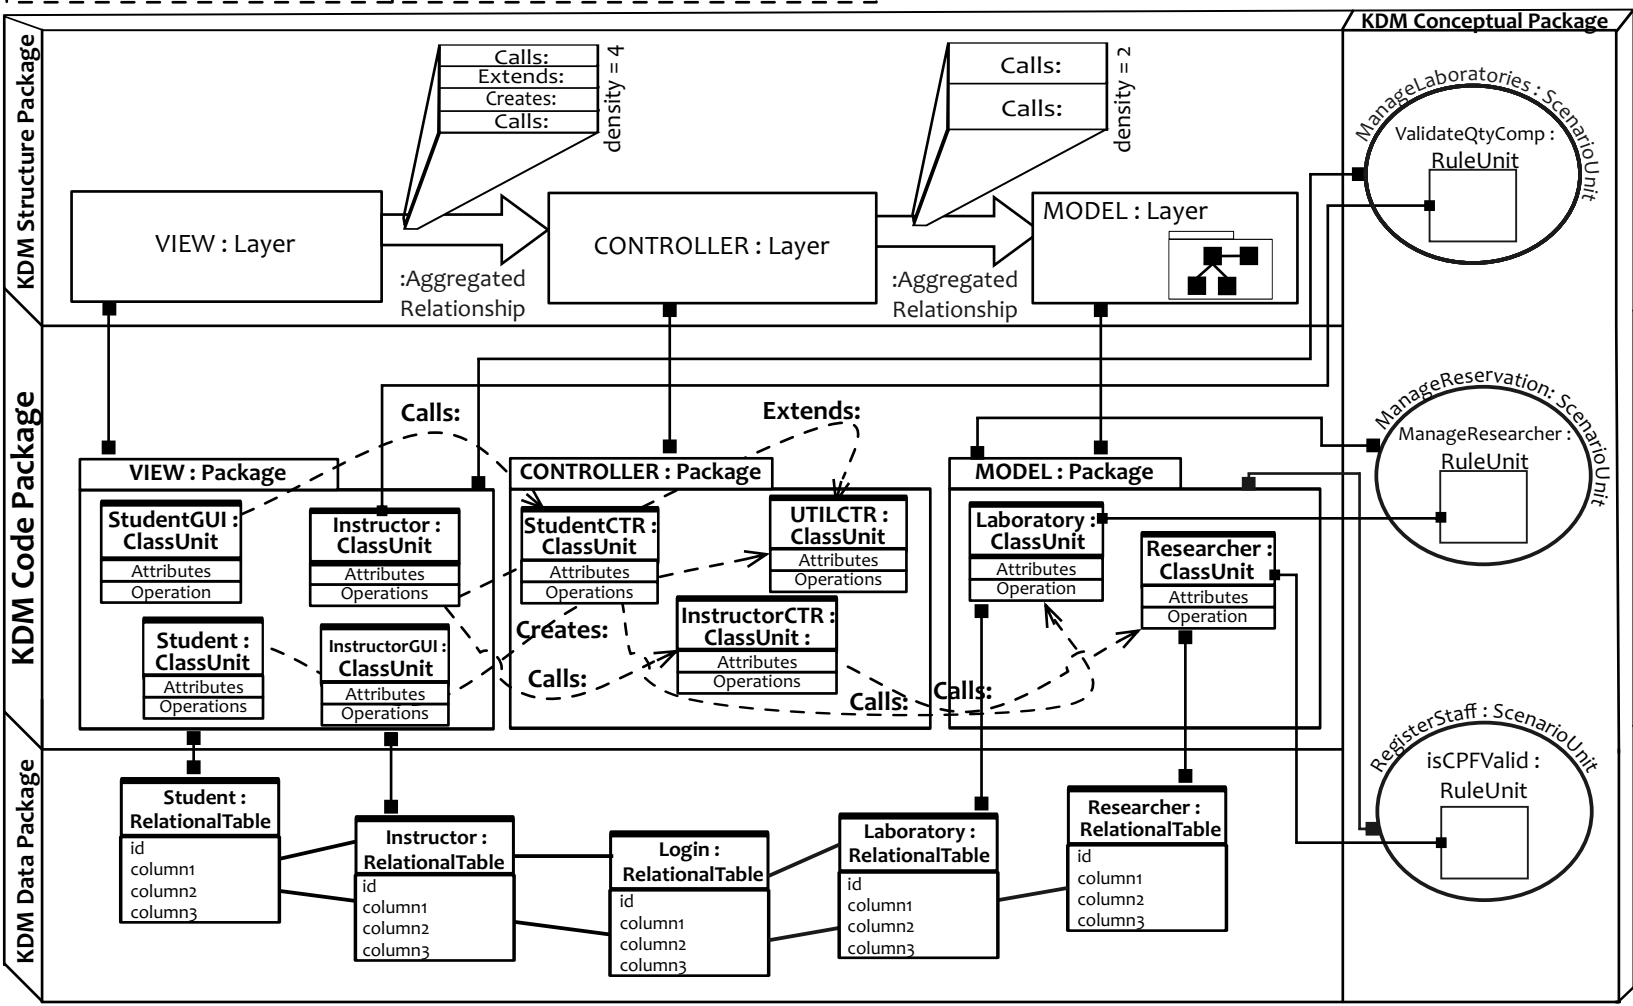 KDM Conceptual Package
KDM Structure Package
Calls:
Extends:
Creates:
Calls:
density = 4
Calls:
Calls:
density = 2
VIEW : Layer
CONTROLLER : Layer
MODEL : Layer
:Aggregated
Relationship
:Aggregated
Relationship
ManageLaboratories : ScenarioUnit
ValidateQtyComp :
RuleUnit
KDM Code Package
Calls:
Extends:
VIEW : Package
CONTROLLER : Package
MODEL : Package
StudentGUI :
ClassUnit
Attributes
Operation
Instructor :
ClassUnit
Attributes
Operations
Student :
ClassUnit
Attributes
Operations
InstructorGUI :
ClassUnit
Attributes
Operations
StudentCTR :
ClassUnit
Attributes
Operations
UTILCTR :
ClassUnit
Attributes
Operations
InstructorCTR :
ClassUnit :
Attributes
Operations
Creates:
Calls:
Calls:
Calls:
Laboratory :
ClassUnit
Attributes
Operation
Researcher :
ClassUnit
Attributes
Operation
ManageReservation: ScenarioUnit
ManageResearcher :
RuleUnit
RegisterStaff : ScenarioUnit
isCPFValid :
RuleUnit
KDM Data Package
Student :
RelationalTable
id
column1
column2
column3
Instructor :
RelationalTable
id
column1
column2
column3
Login :
RelationalTable
id
column1
column2
column3
Laboratory :
RelationalTable
id
column1
column2
column3
Researcher :
RelationalTable
id
column1
column2
column3